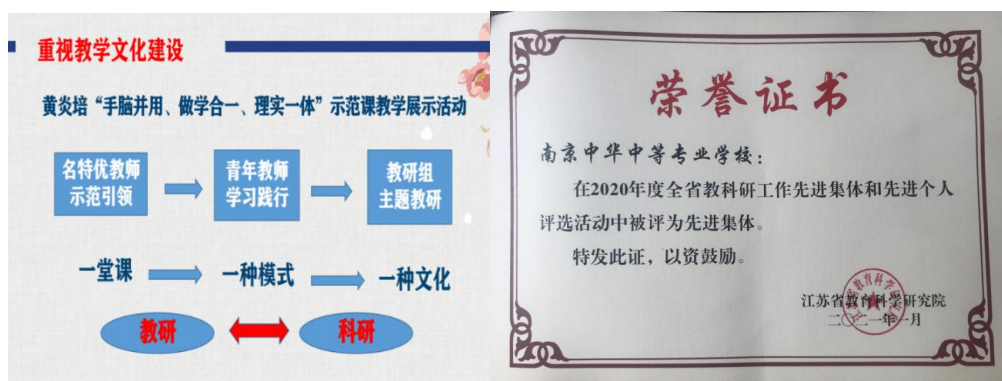 重视教学文化建设
黄炎培“手脑并用、做学合一、理实一体”示范课教学展示活动
名特优教师
示范引领
青年教师
学习践行
教研组
主题教研
一堂课
一种模式
一种文化
教研
科研
荣誉证书
南京中华中等专业学校：
在2020年度全省教科研工作先进集体和先进个人
评选活动中被评为先进集体。
特发此证，以资鼓励。
江苏省教育科学研究院
二〇二一年一月